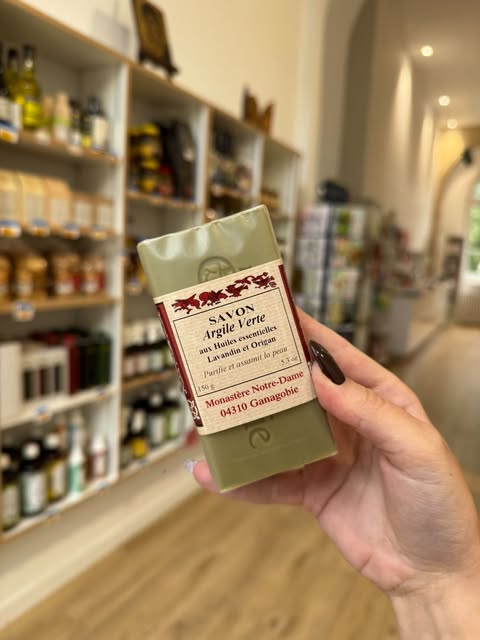 SAVON
Argile Verte
aux Huiles essentielles
Lavandin et Origan
Purifie et assainit la peau
150 g 5.3 oz
Monastère Notre-Dame
04310 Ganagobie